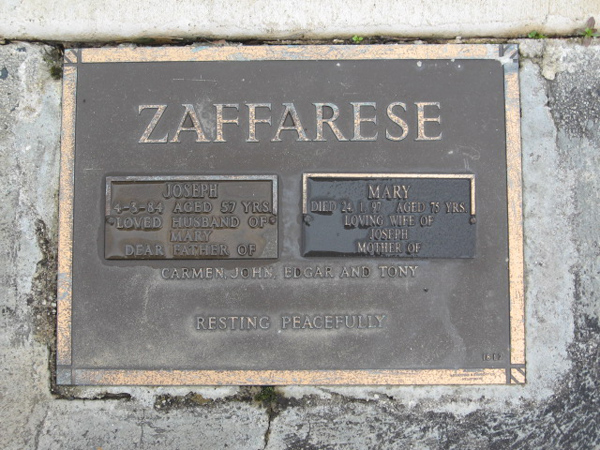 ZAFFARESE
JOSEPH
4-3-84 AGED 57 YRS.
LOVED HUSBAND OF
MARY
DEAR FATHER OF
MARY
DIED 24/1/97 AGED 75 YRS.
LOVING WIFE OF
JOSEPH
MOTHER OF
CARMEN, JOHN, EDGAR AND TONY
RESTING PEACEFULLY